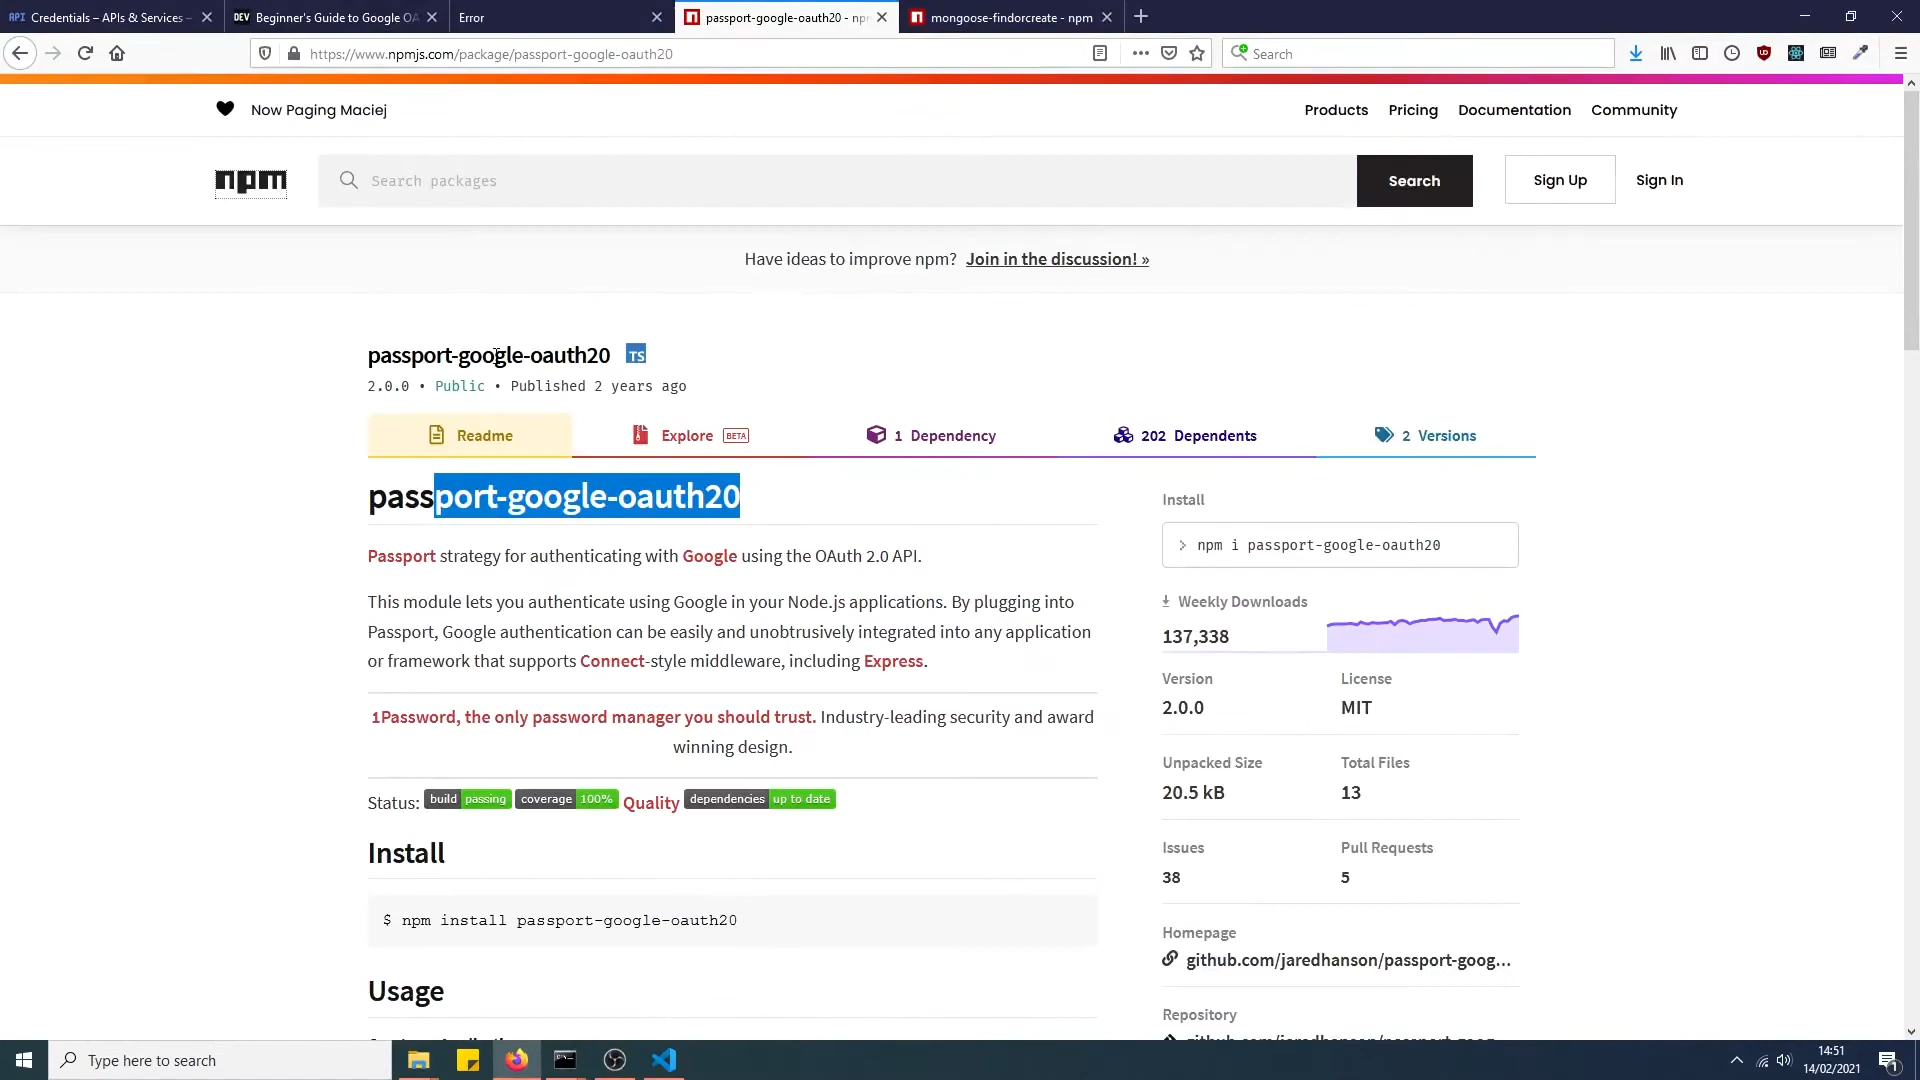 API Credentials – APIs & Services –
DEV Beginner's Guide to Google OA
Error
passport-google-oauth20 - np
mongoose-findorcreate - npm
https://www.npmjs.com/package/passport-google-oauth20
Search
Now Paging Maciej
Products Pricing Documentation Community
npm
Search packages
Search
Sign Up
Sign In
Have ideas to improve npm? Join in the discussion! »
passport-google-oauth20 TS
2.0.0 • Public • Published 2 years ago
Readme
Explore BETA
1 Dependency
202 Dependents
2 Versions
passport-google-oauth20
Passport strategy for authenticating with Google using the OAuth 2.0 API.
This module lets you authenticate using Google in your Node.js applications. By plugging into
Passport, Google authentication can be easily and unobtrusively integrated into any application
or framework that supports Connect-style middleware, including Express.
1Password, the only password manager you should trust. Industry-leading security and award
winning design.
Status: build passing coverage 100% Quality dependencies up to date
Install
$ npm install passport-google-oauth20
Usage
Install
> npm i passport-google-oauth20
Weekly Downloads
137,338
Version License
2.0.0 MIT
Unpacked Size Total Files
20.5 kB 13
Issues Pull Requests
38 5
Homepage
github.com/jaredhanson/passport-goog...
Repository
Type here to search
14:51
14/02/2021
1